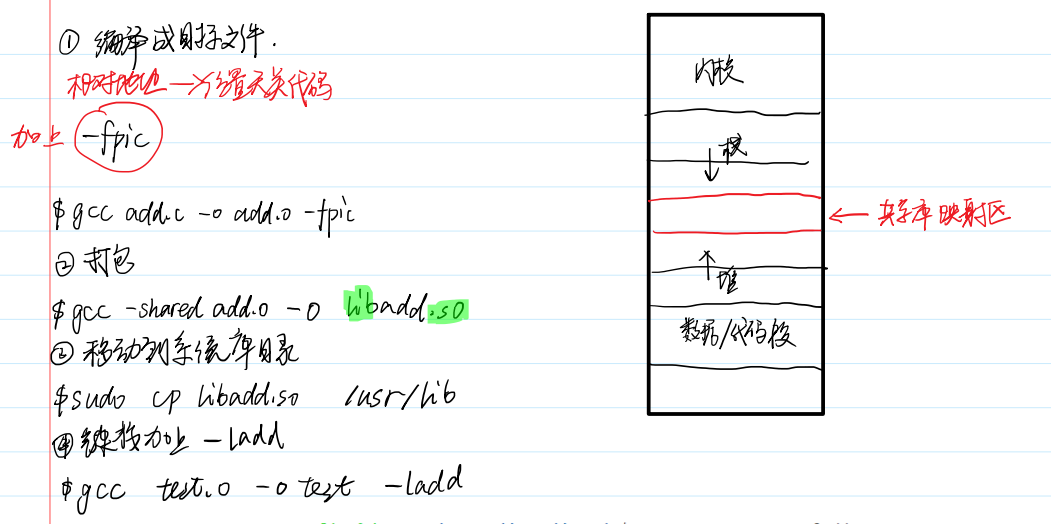 ① 编译成目标文件.
相对地址 → 位置无关代码
加上 -fpic
$ gcc add.c -o add.o -fpic
② 打包
$ gcc -shared add.o -o libadd.so
③ 移动到系统库目录
$ sudo cp libadd.so /usr/lib
④ 链接加上 -ladd
$ gcc test.o -o test -ladd
内核
↓ 栈
← 共享库映射区
↑ 堆
数据/代码段